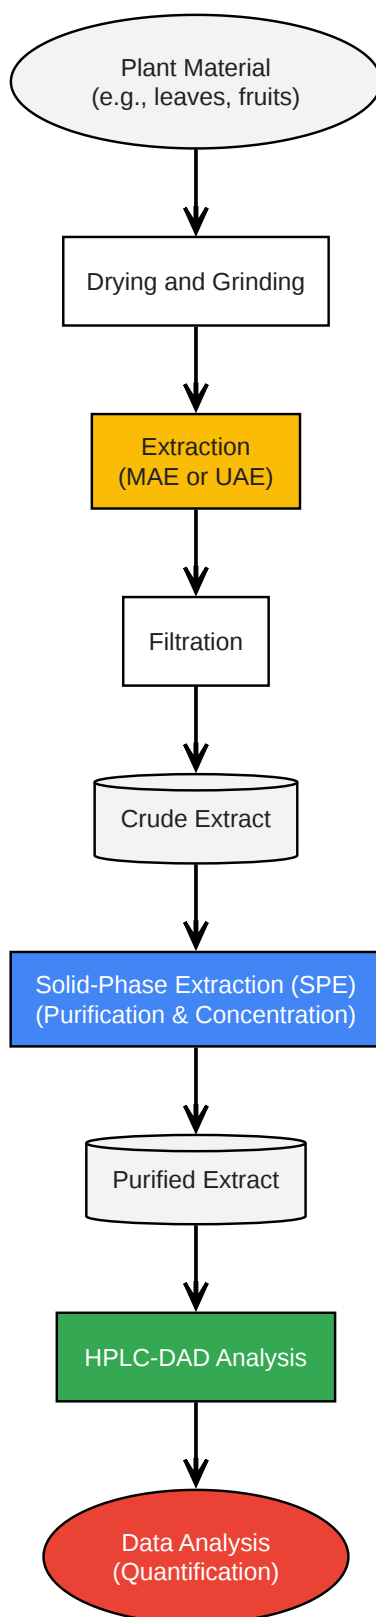 Plant Material
(e.g., leaves, fruits)
Drying and Grinding
Extraction
(MAE or UAE)
Filtration
Crude Extract
Solid-Phase Extraction (SPE)
(Purification & Concentration)
Purified Extract
HPLC-DAD Analysis
Data Analysis
(Quantification)